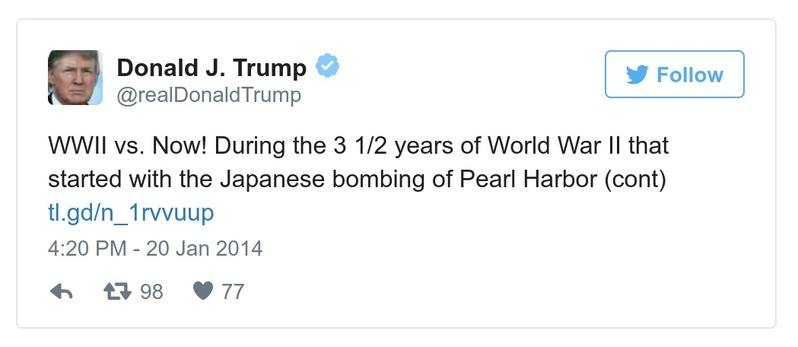 Donald J. Trump
@realDonaldTrump
Follow
WWII vs. Now! During the 3 1/2 years of World War II that
started with the Japanese bombing of Pearl Harbor (cont)
tl.gd/n_1rvvuup
4:20 PM - 20 Jan 2014
98 77